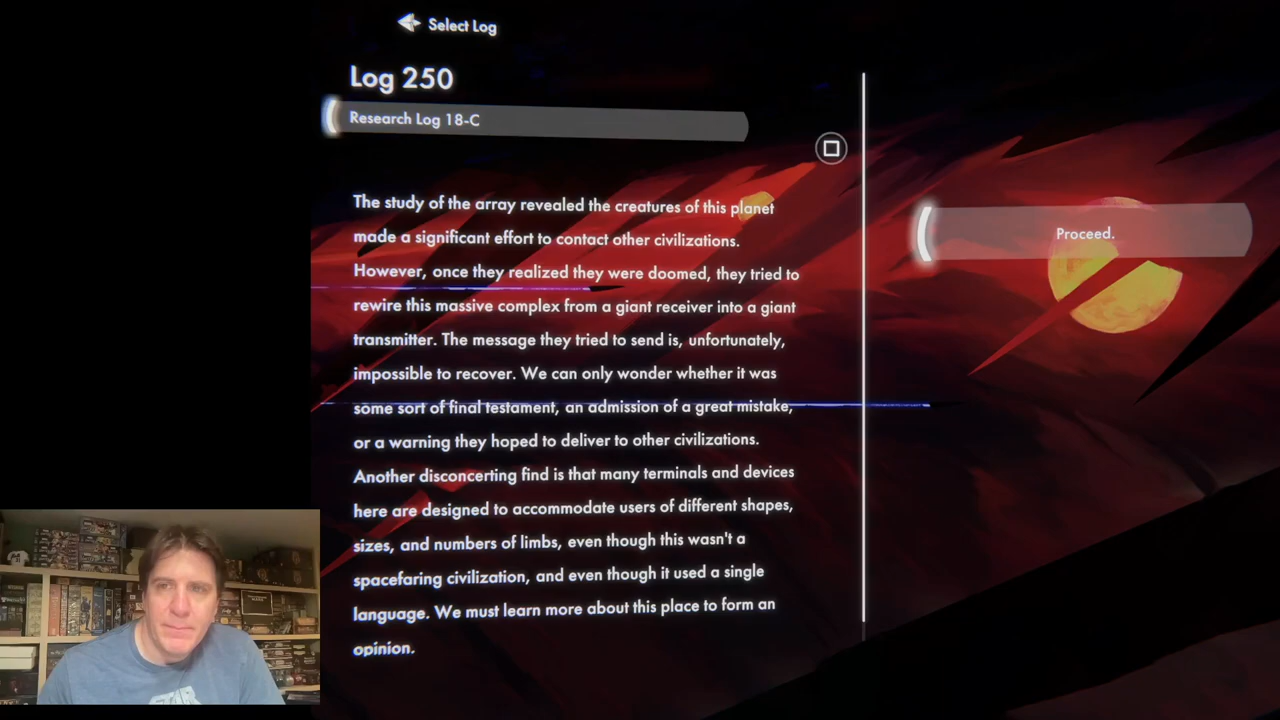 Select Log
Log 250
Research Log 18-C
The study of the array revealed the creatures of this planet
made a significant effort to contact other civilizations.
However, once they realized they were doomed, they tried to
rewire this massive complex from a giant receiver into a giant
transmitter. The message they tried to send is, unfortunately,
impossible to recover. We can only wonder whether it was
some sort of final testament, an admission of a great mistake,
or a warning they hoped to deliver to other civilizations.
Another disconcerting find is that many terminals and devices
here are designed to accommodate users of different shapes,
sizes, and numbers of limbs, even though this wasn't a
spacefaring civilization, and even though it used a single
language. We must learn more about this place to form an
opinion.
Proceed.